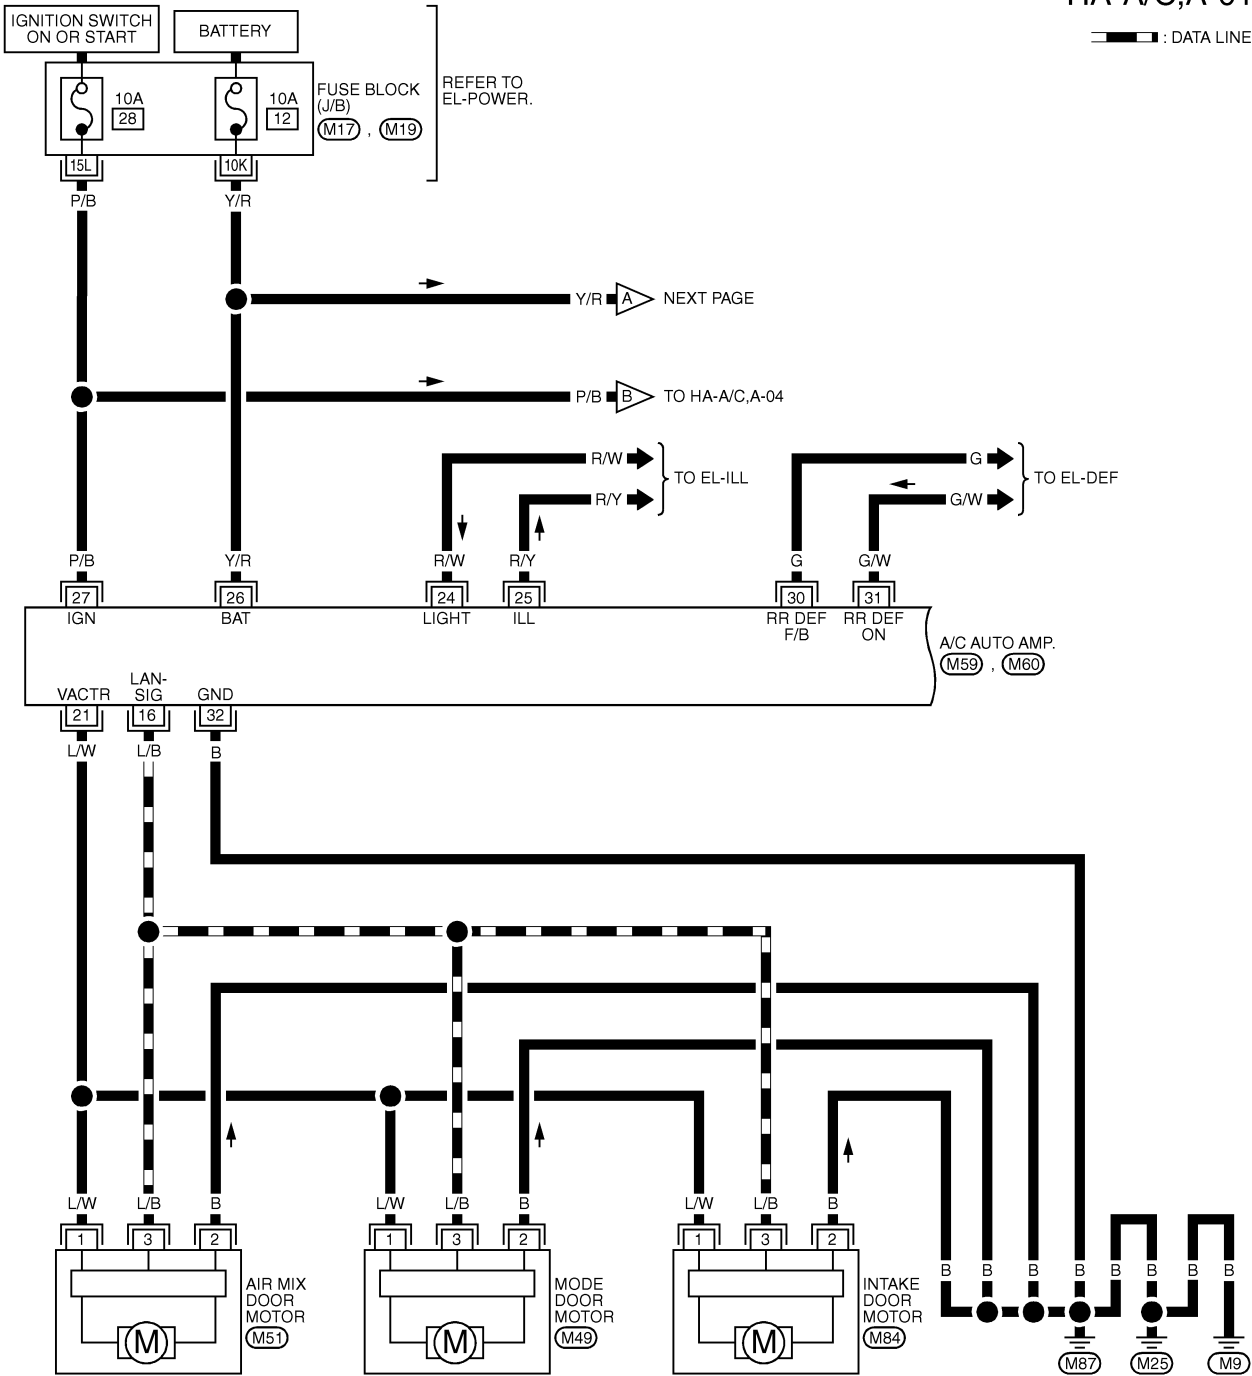 HA-A/C,A-01
: DATA LINE
IGNITION SWITCH
ON OR START
BATTERY
REFER TO
EL-POWER.
10A
28
10A
12
FUSE BLOCK
(J/B)
M17 , M19
15L
10K
P/B
Y/R
Y/R
A
NEXT PAGE
P/B
B
TO HA-A/C,A-04
R/W
R/Y
TO EL-ILL
G
G/W
TO EL-DEF
P/B
Y/R
R/W
R/Y
G
G/W
27
26
24
25
30
31
IGN
BAT
LIGHT
ILL
RR DEF
F/B
RR DEF
ON
A/C AUTO AMP.
M59 , M60
VACTR
LAN-
SIG
GND
21
16
32
L/W
L/B
B
L/W
L/B
B
L/W
L/B
B
L/W
L/B
B
1
3
2
1
3
2
1
3
2
M
AIR MIX
DOOR
MOTOR
M51
M
MODE
DOOR
MOTOR
M49
M
INTAKE
DOOR
MOTOR
M84
B
B
B
B
B
B
B
B
M87
M25
M9